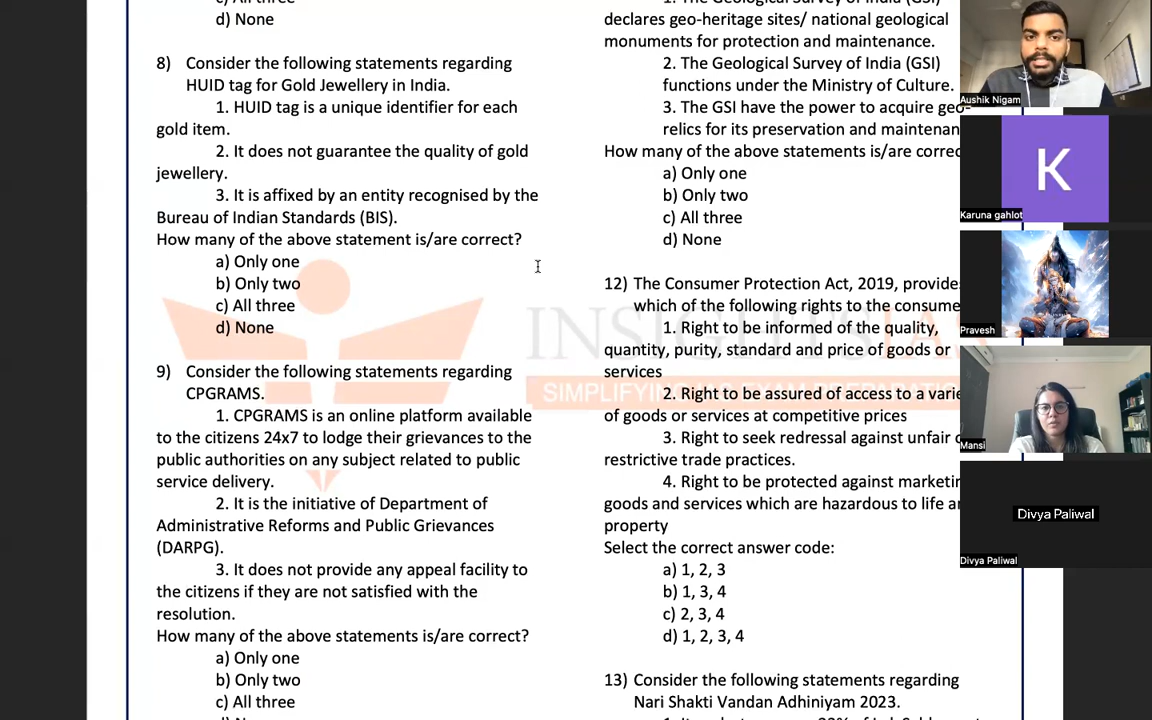 c) All three
d) None
8) Consider the following statements regarding
HUID tag for Gold Jewellery in India.
1. HUID tag is a unique identifier for each
gold item.
2. It does not guarantee the quality of gold
jewellery.
3. It is affixed by an entity recognised by the
Bureau of Indian Standards (BIS).
How many of the above statement is/are correct?
a) Only one
b) Only two
c) All three
d) None
9) Consider the following statements regarding
CPGRAMS.
1. CPGRAMS is an online platform available
to the citizens 24x7 to lodge their grievances to the
public authorities on any subject related to public
service delivery.
2. It is the initiative of Department of
Administrative Reforms and Public Grievances
(DARPG).
3. It does not provide any appeal facility to
the citizens if they are not satisfied with the
resolution.
How many of the above statements is/are correct?
a) Only one
b) Only two
c) All three
1. The Geological Survey of India (GSI)
declares geo-heritage sites/ national geological
monuments for protection and maintenance.
2. The Geological Survey of India (GSI)
functions under the Ministry of Culture.
3. The GSI have the power to acquire geo-
relics for its preservation and maintenan
How many of the above statements is/are correc
a) Only one
b) Only two
c) All three
d) None
12) The Consumer Protection Act, 2019, provide
which of the following rights to the consume
1. Right to be informed of the quality,
quantity, purity, standard and price of goods or
services
2. Right to be assured of access to a varie
of goods or services at competitive prices
3. Right to seek redressal against unfair
restrictive trade practices.
4. Right to be protected against marketin
goods and services which are hazardous to life a
property
Select the correct answer code:
a) 1, 2, 3
b) 1, 3, 4
c) 2, 3, 4
d) 1, 2, 3, 4
13) Consider the following statements regarding
Nari Shakti Vandan Adhiniyam 2023.
INSIGHTSIAS
SIMPLIFYING
Aushik Nigam
K
Karuna gahlot
Pravesh
Mansi
Divya Paliwal
Divya Paliwal